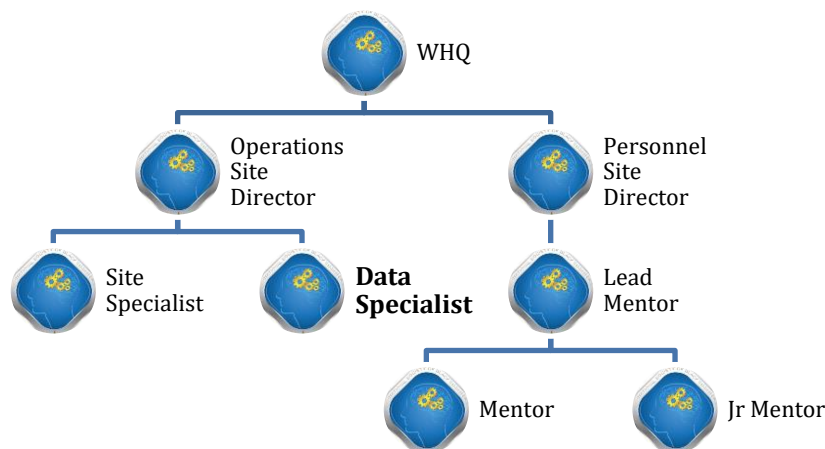 WHQ
Operations
Site
Director
Personnel
Site
Director
Site
Specialist
Data
Specialist
Lead
Mentor
Mentor
Jr Mentor